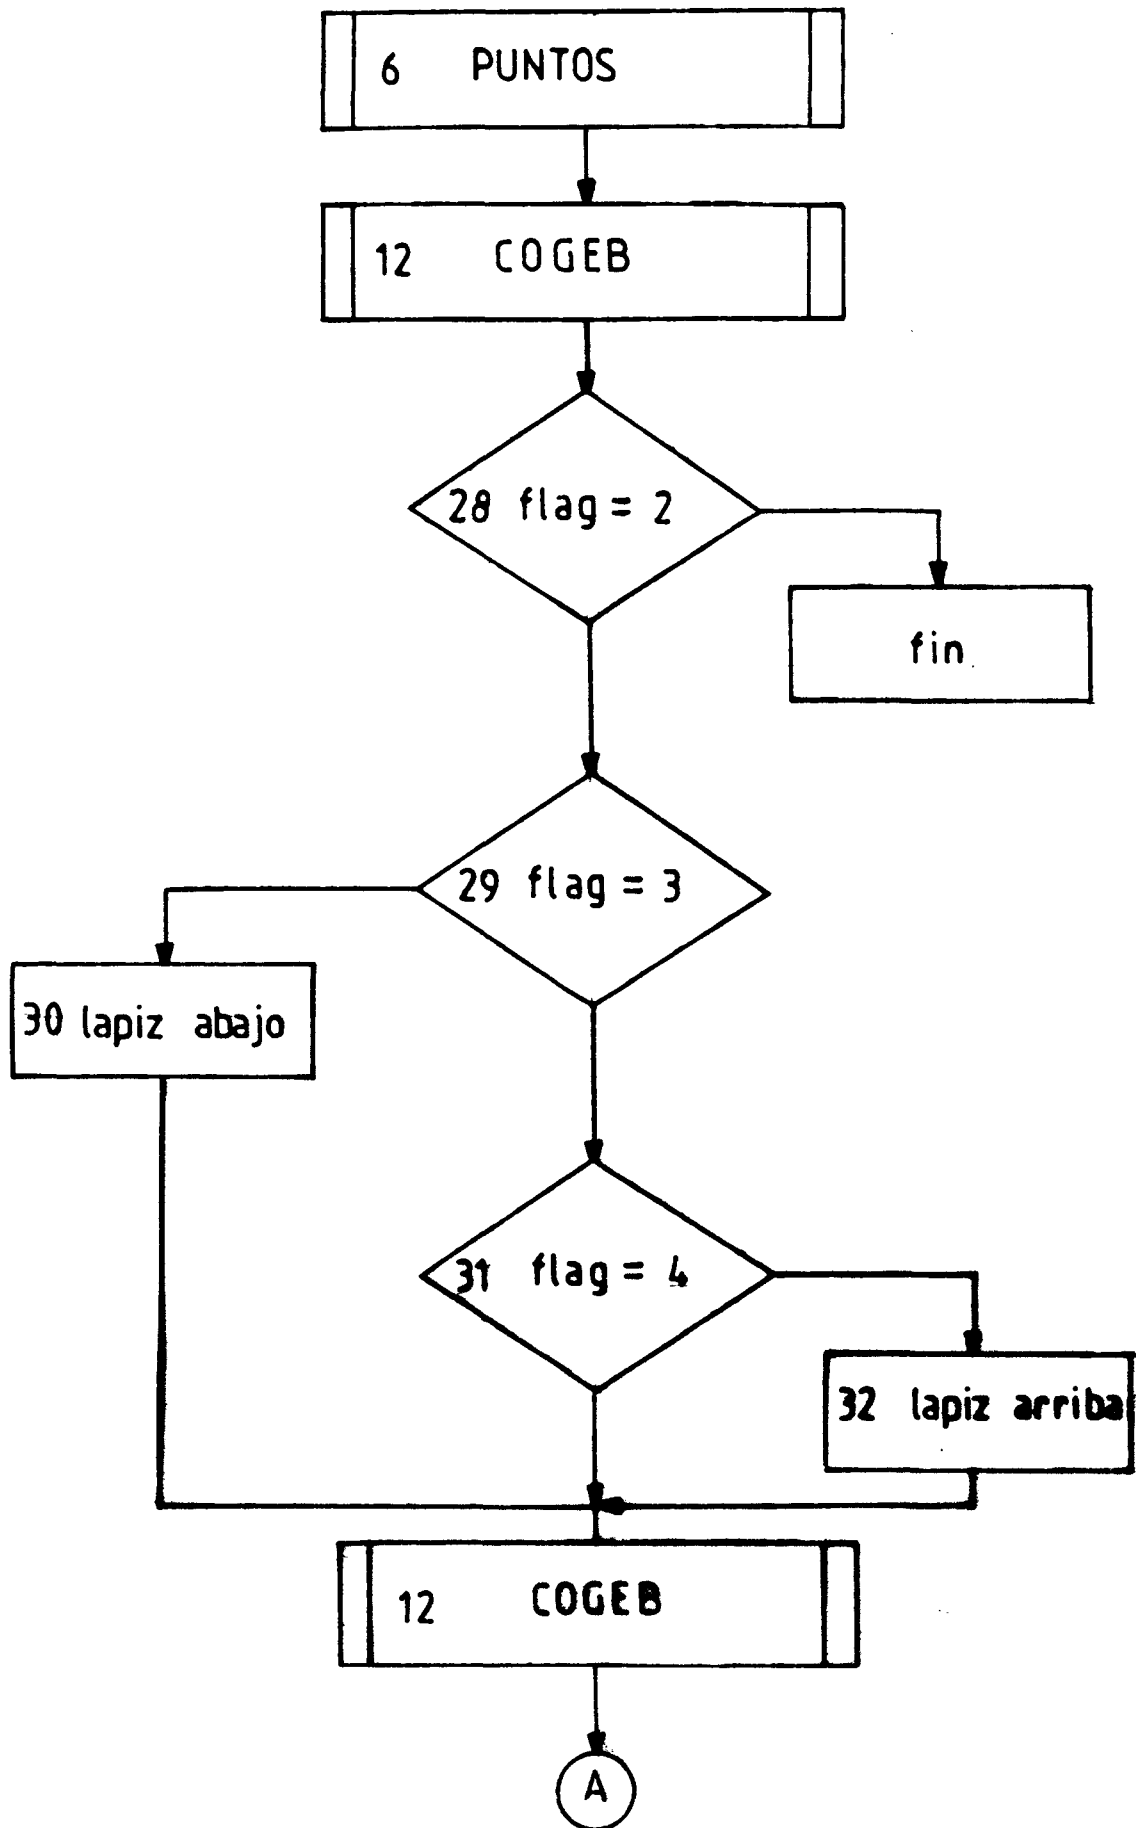 6 PUNTOS
12 COGEB
28 flag = 2
fin
29 flag = 3
30 lapiz abajo
31 flag = 4
32 lapiz arriba
12 COGEB
A